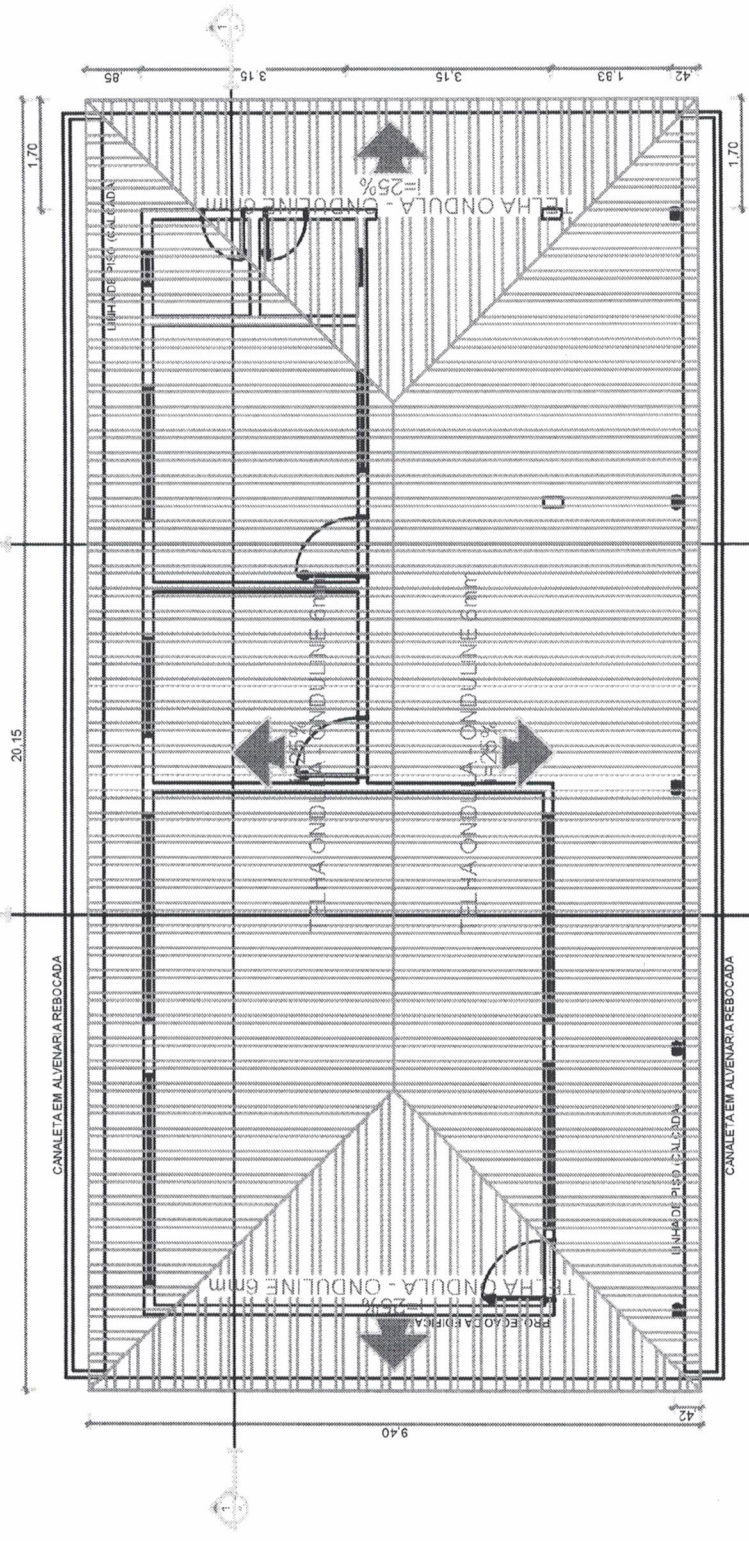 20,15
1,70
1,70
,85
3,15
3,15
1,83
,42
9,40
,42
1
1
CANALETA EM ALVENARIA REBOCADA
CANALETA EM ALVENARIA REBOCADA
LINHA DE PISO (CALÇADA)
LINHA DE PISO (CALÇADA)
TELHA ONDULA - ONDULINE 6mm
i=25%
TELHA ONDULA - ONDULINE 6mm
i=25%
TELHA ONDULA - ONDULINE 6mm
i=25%
TELHA ONDULA - ONDULINE 6mm
i=25%
PROJEÇÃO DA EDIFICA